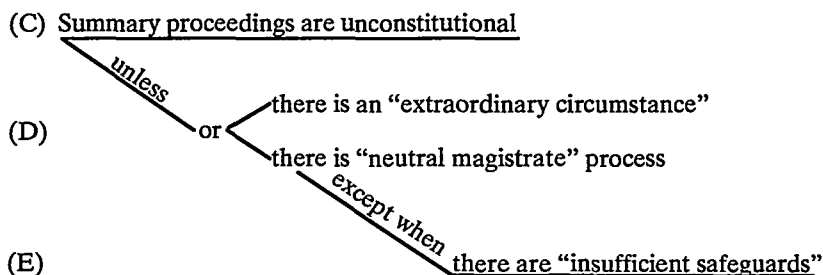 (C) Summary proceedings are unconstitutional
unless
there is an “extraordinary circumstance”
(D) or
there is “neutral magistrate” process
except when
(E) there are “insufficient safeguards”